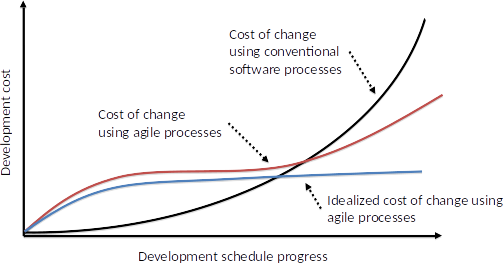 Cost of change
using conventional
software processes
Cost of change
using agile processes
Idealized cost of change using
agile processes
Development cost
Development schedule progress